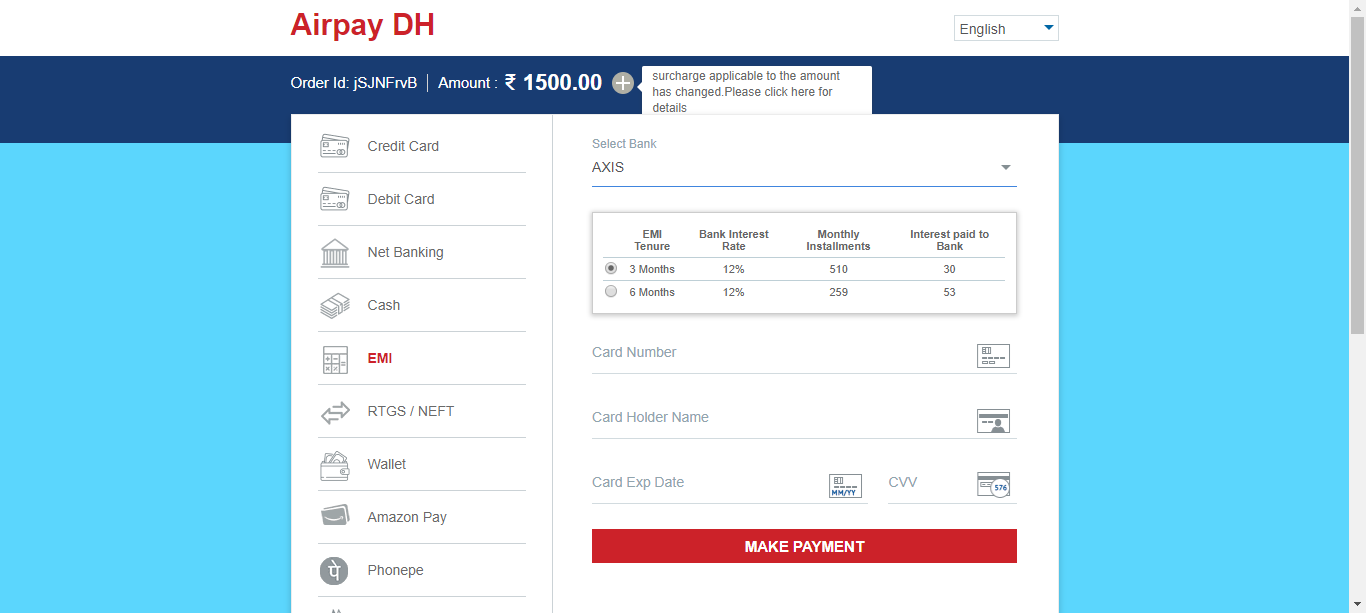 Airpay DH
English
Order Id: jSJNFrvB | Amount : ₹ 1500.00
surcharge applicable to the amount
has changed.Please click here for
details
Credit Card
Debit Card
Net Banking
Cash
EMI
RTGS / NEFT
Wallet
Amazon Pay
Phonepe
Select Bank
AXIS
EMI Tenure Bank Interest Rate Monthly Installments Interest paid to Bank
3 Months 12% 510 30
6 Months 12% 259 53
Card Number
Card Holder Name
Card Exp Date MM/YY CVV 576
MAKE PAYMENT